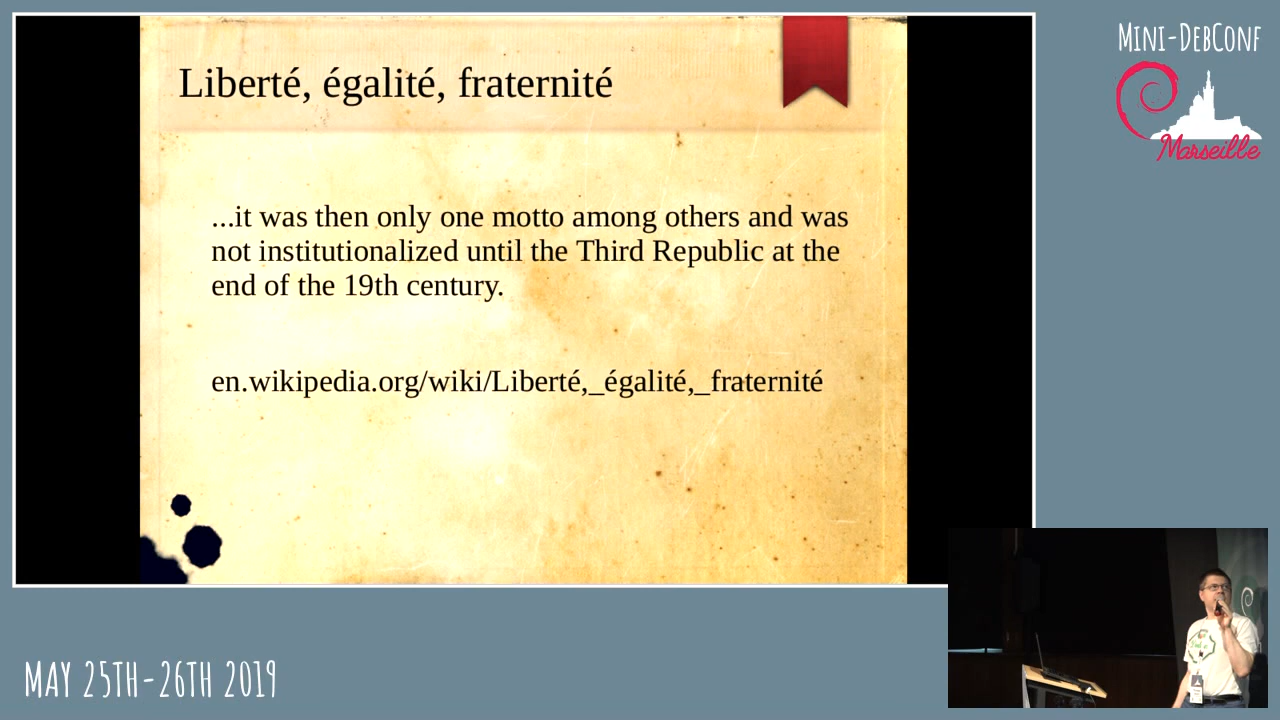 Liberté, égalité, fraternité
...it was then only one motto among others and was
not institutionalized until the Third Republic at the
end of the 19th century.
en.wikipedia.org/wiki/Liberté,_égalité,_fraternité
MINI-DEBCONF
Marseille
MAY 25TH-26TH 2019